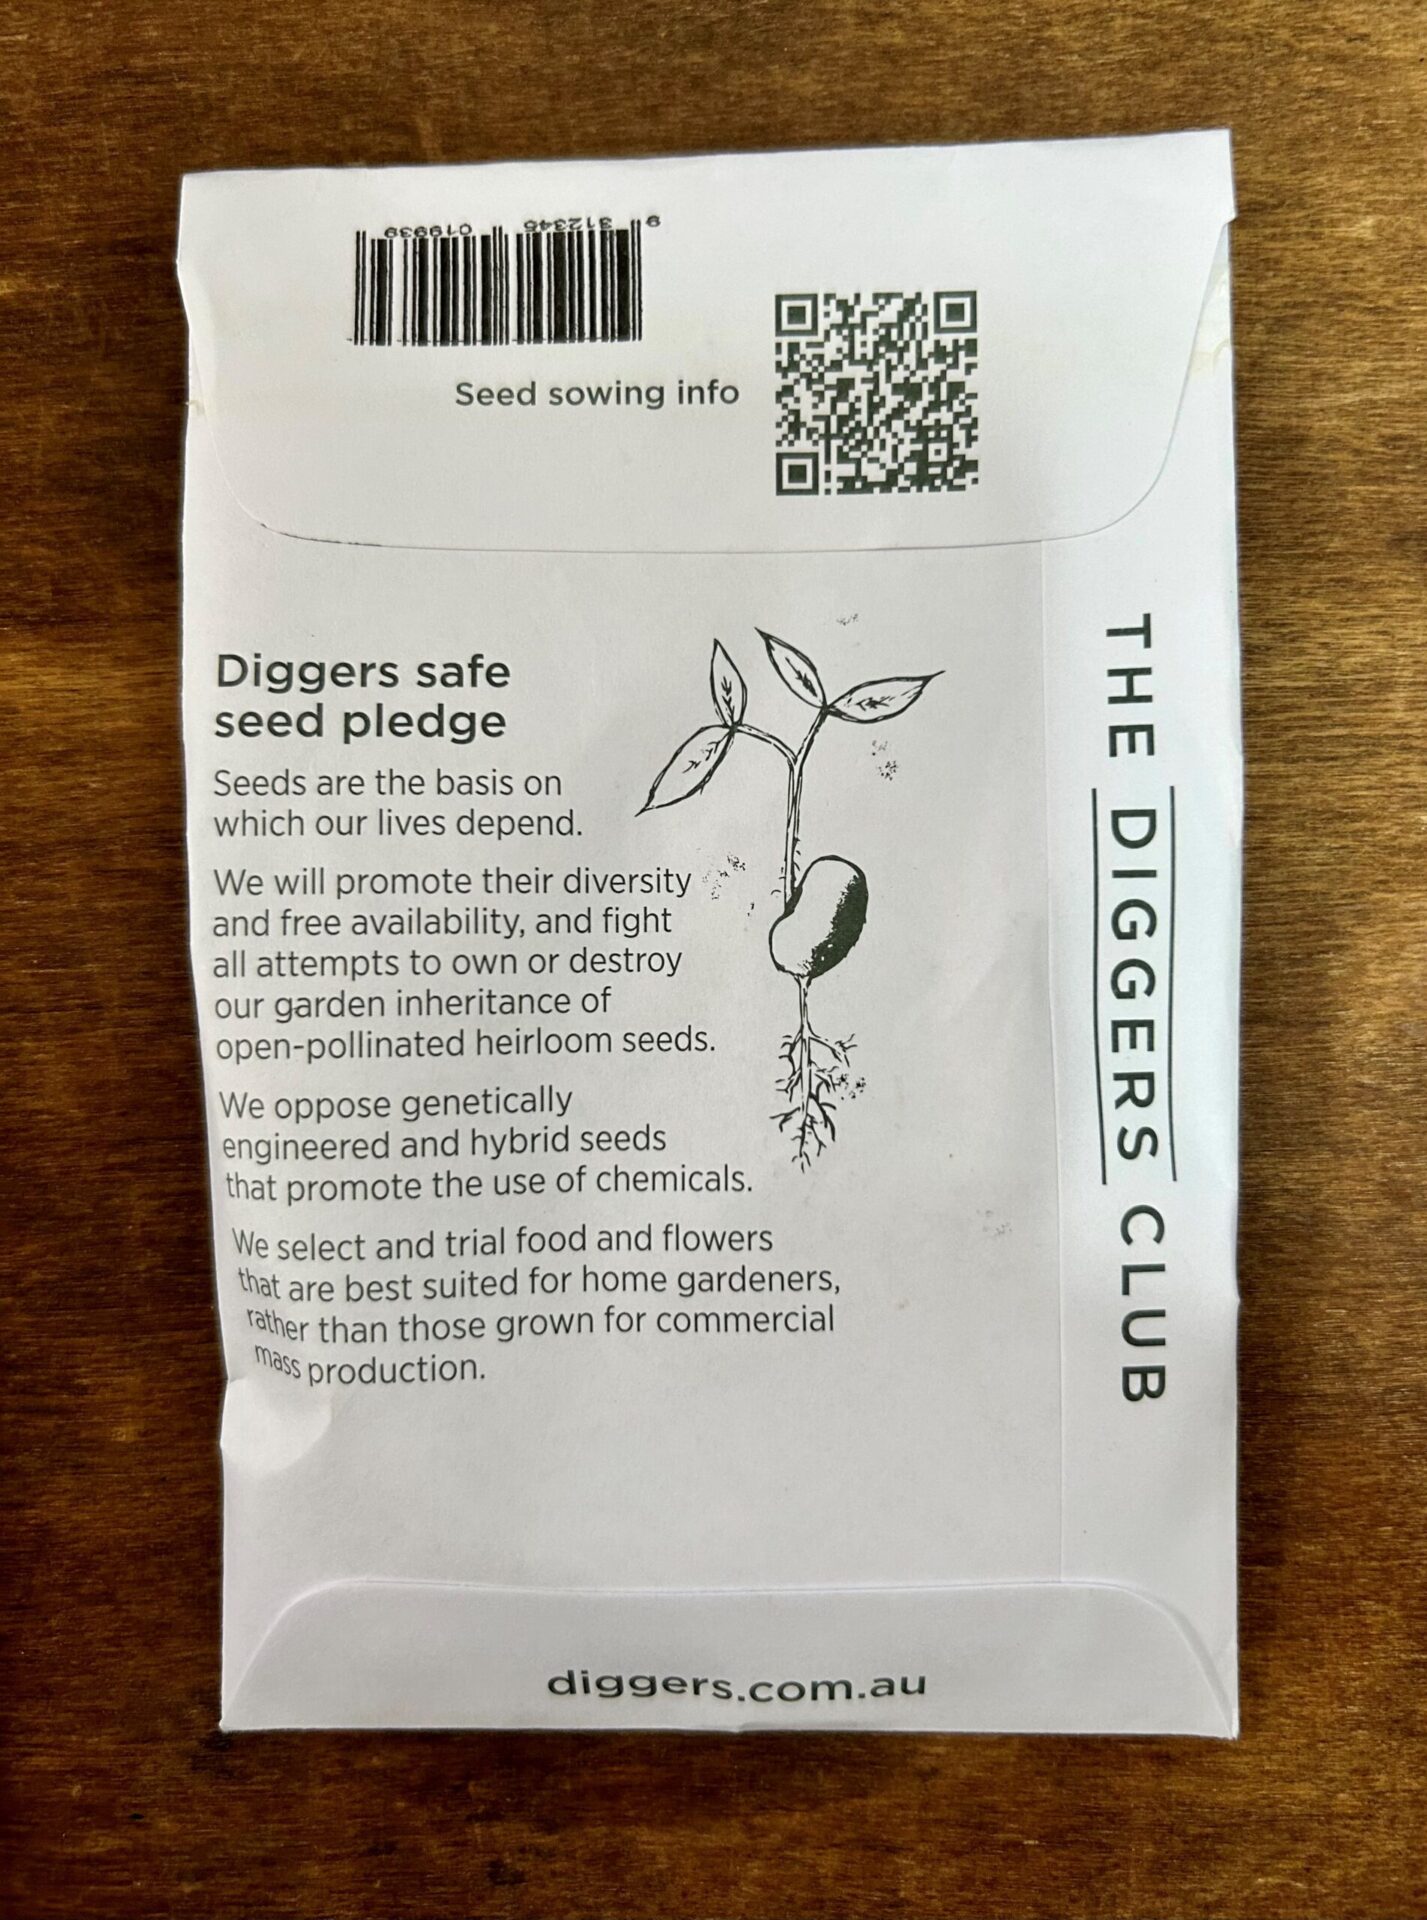 9 312345 019939
Seed sowing info
Diggers safe
seed pledge
Seeds are the basis on
which our lives depend.
We will promote their diversity
and free availability, and fight
all attempts to own or destroy
our garden inheritance of
open-pollinated heirloom seeds.
We oppose genetically
engineered and hybrid seeds
that promote the use of chemicals.
We select and trial food and flowers
that are best suited for home gardeners,
rather than those grown for commercial
mass production.
THE DIGGERS CLUB
diggers.com.au